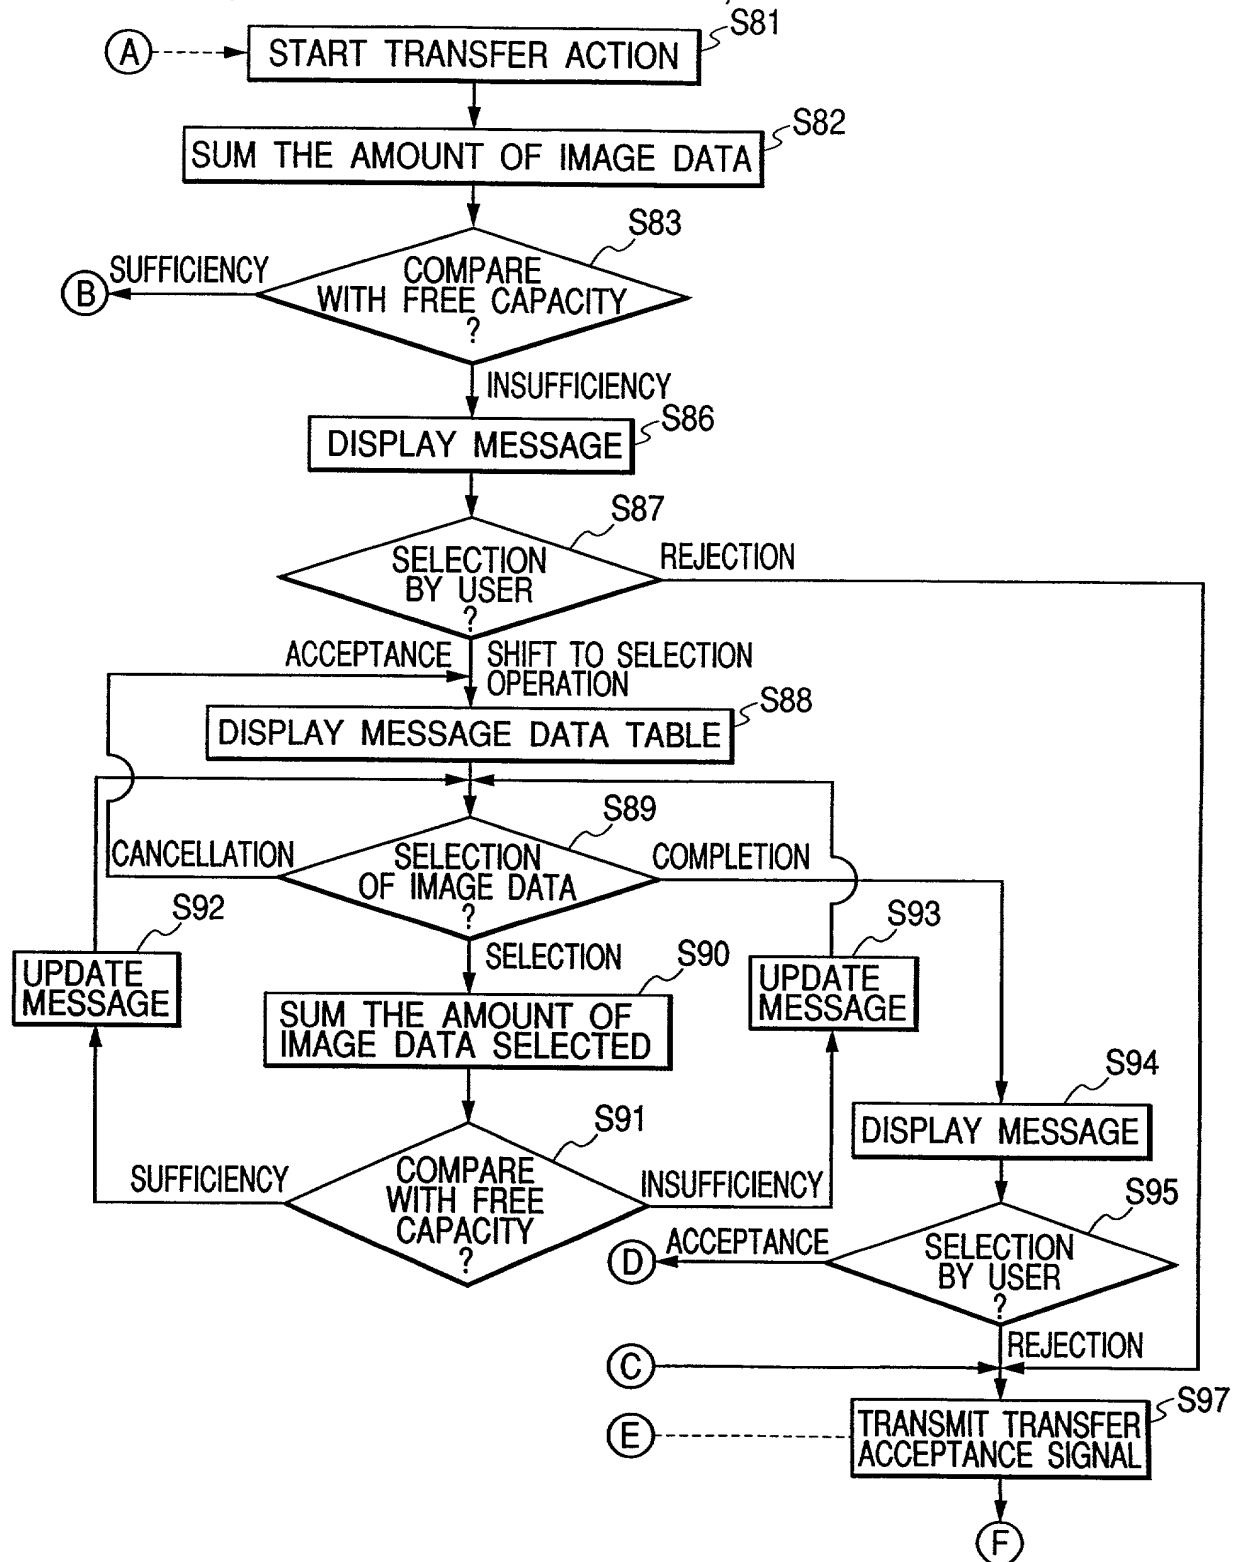 S81
A
START TRANSFER ACTION
S82
SUM THE AMOUNT OF IMAGE DATA
S83
SUFFICIENCY
B
COMPARE
WITH FREE CAPACITY
?
INSUFFICIENCY
S86
DISPLAY MESSAGE
S87
SELECTION
BY USER
?
REJECTION
ACCEPTANCE
SHIFT TO SELECTION
OPERATION
S88
DISPLAY MESSAGE DATA TABLE
S89
CANCELLATION
SELECTION
OF IMAGE DATA
?
COMPLETION
S92
UPDATE
MESSAGE
SELECTION
S90
SUM THE AMOUNT OF
IMAGE DATA SELECTED
S93
UPDATE
MESSAGE
S91
SUFFICIENCY
COMPARE
WITH FREE
CAPACITY
?
INSUFFICIENCY
S94
DISPLAY MESSAGE
S95
D
ACCEPTANCE
SELECTION
BY USER
?
REJECTION
C
S97
E
TRANSMIT TRANSFER
ACCEPTANCE SIGNAL
F